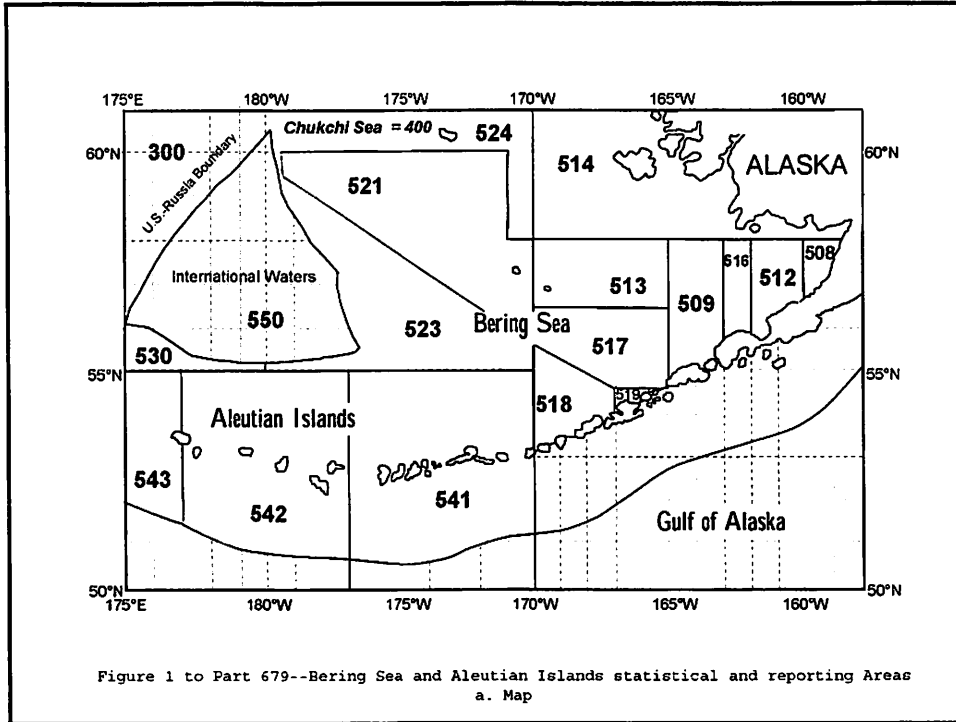 175°E 180°W 175°W 170°W 165°W 160°W
Chukchi Sea = 400 524
60°N 300 514 ALASKA 60°N
U.S.-Russia Boundary
521
516 508
International Waters 513 509 512
550 523 Bering Sea
530 517
55°N 55°N
519
518
Aleutian Islands
543 542 541
Gulf of Alaska
50°N 50°N
175°E 180°W 175°W 170°W 165°W 160°W
Figure 1 to Part 679--Bering Sea and Aleutian Islands statistical and reporting Areas
a. Map